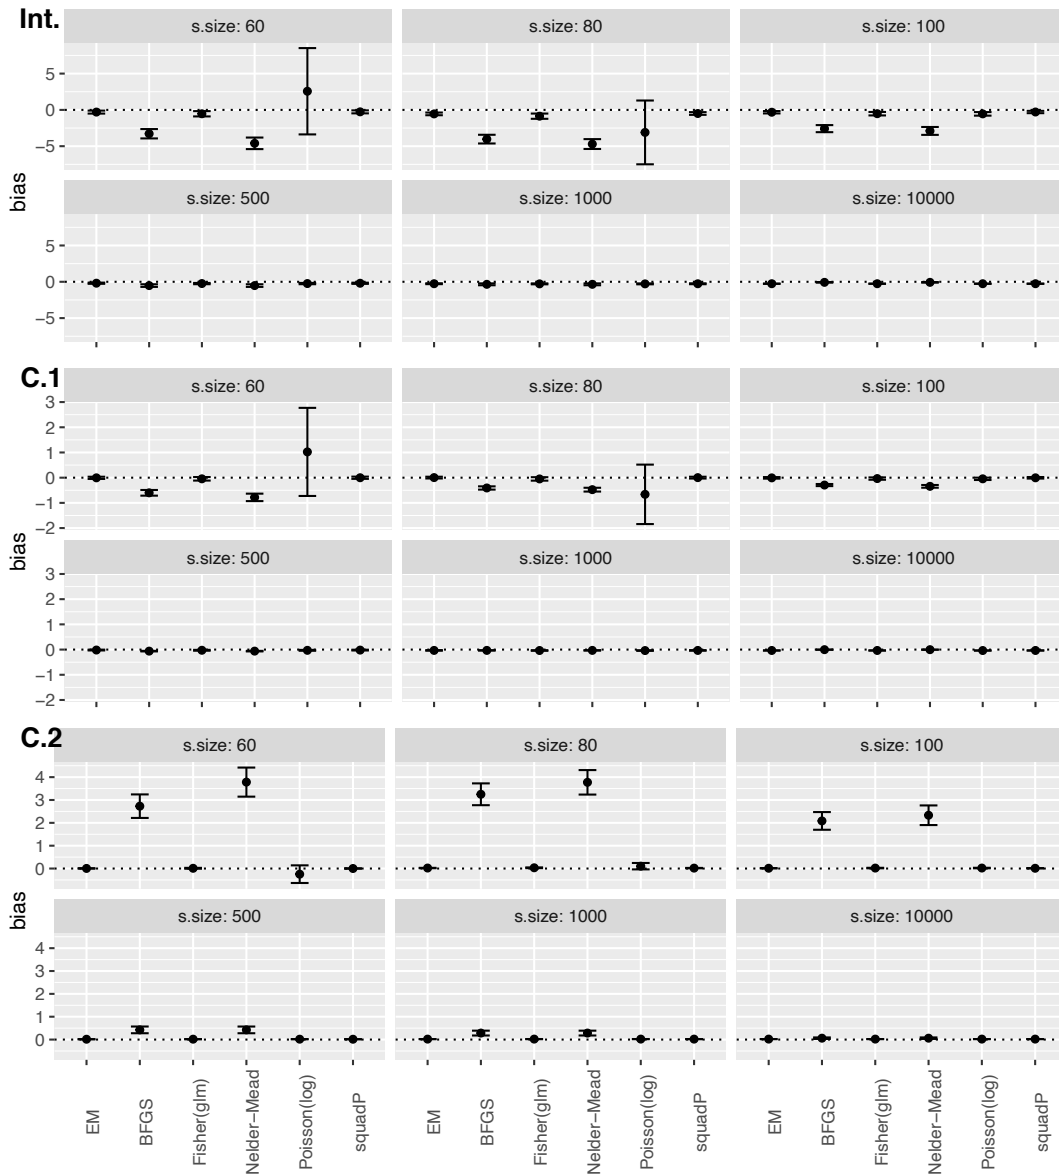 Int.
s.size: 60 s.size: 80 s.size: 100
5
0
−5
bias
s.size: 500 s.size: 1000 s.size: 10000
5
0
−5
C.1
s.size: 60 s.size: 80 s.size: 100
3
2
1
0
−1
−2
bias
s.size: 500 s.size: 1000 s.size: 10000
3
2
1
0
−1
−2
C.2
s.size: 60 s.size: 80 s.size: 100
4
3
2
0
bias
s.size: 500 s.size: 1000 s.size: 10000
4
3
2
1
0
EM BFGS Fisher(glm) Nelder−Mead Poisson(log) squadP EM BFGS Fisher(glm) Nelder−Mead Poisson(log) squadP EM BFGS Fisher(glm) Nelder−Mead Poisson(log) squadP